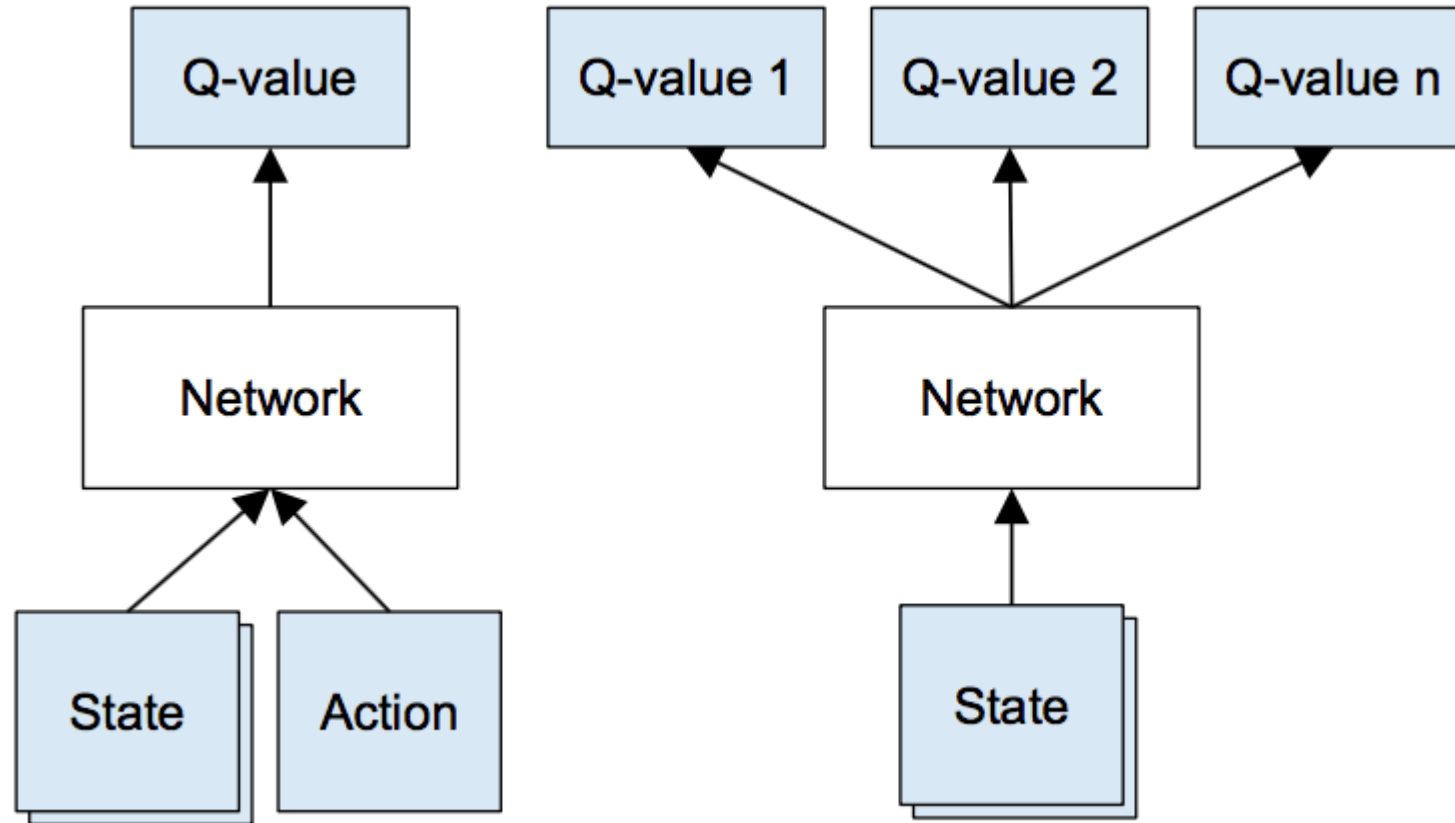 Q-value
Network
State
Action
Q-value 1
Q-value 2
Q-value n
Network
State